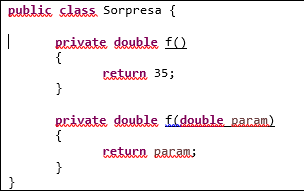 public class Sorpresa {
private double f()
{
return 35;
}
private double f(double param)
{
return param;
}
}